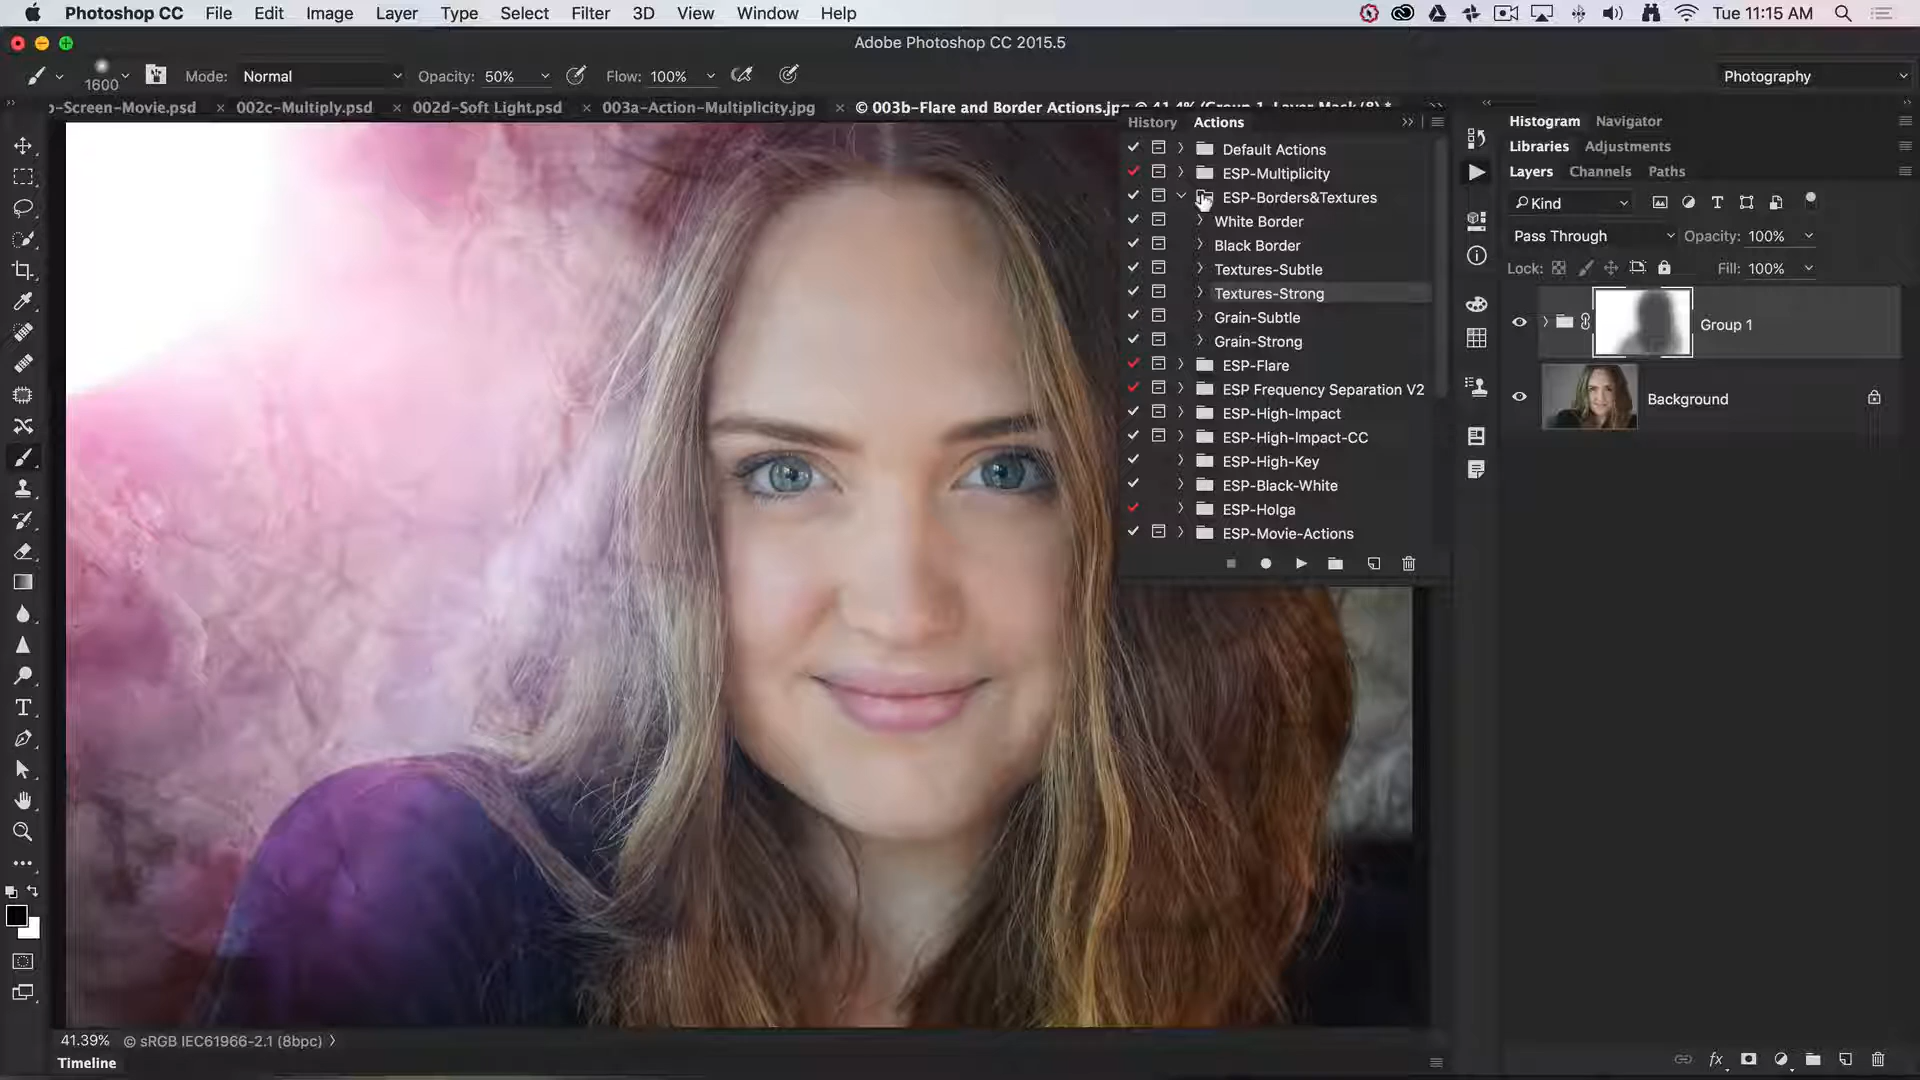 Photoshop CC File Edit Image Layer Type Select Filter 3D View Window Help Tue 11:15 AM
Adobe Photoshop CC 2015.5
1600 Mode: Normal Opacity: 50% Flow: 100% Photography
-Screen-Movie.psd 002c-Multiply.psd 002d-Soft Light.psd 003a-Action-Multiplicity.jpg © 003b-Flare and Border Actions.jpg @ 41.4% (Group 1, Layer Mask/8) *
History Actions
Default Actions
ESP-Multiplicity
ESP-Borders&Textures
White Border
Black Border
Textures-Subtle
Textures-Strong
Grain-Subtle
Grain-Strong
ESP-Flare
ESP Frequency Separation V2
ESP-High-Impact
ESP-High-Impact-CC
ESP-High-Key
ESP-Black-White
ESP-Holga
ESP-Movie-Actions
Histogram Navigator
Libraries Adjustments
Layers Channels Paths
Kind
Pass Through Opacity: 100%
Lock: Fill: 100%
Group 1
Background
fx
41.39% © sRGB IEC61966-2.1 (8bpc)
Timeline